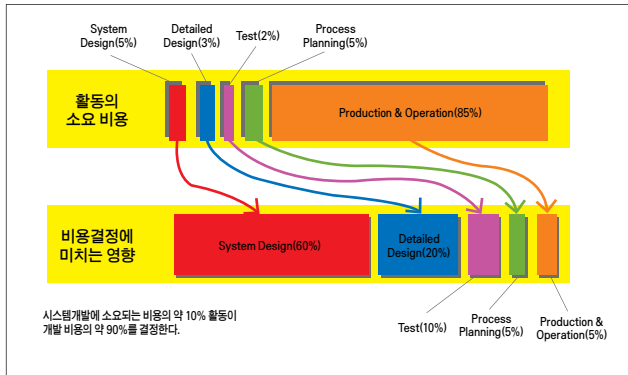 System
Design(5%)
Detailed
Design(3%)
Test(2%)
Process
Planning(5%)
활동의
소요 비용
Production & Operation(85%)
비용결정에
미치는 영향
System Design(60%)
Detailed
Design(20%)
Test(10%)
Process
Planning(5%)
Production &
Operation(5%)
시스템개발에 소요되는 비용의 약 10% 활동이
개발 비용의 약 90%를 결정한다.